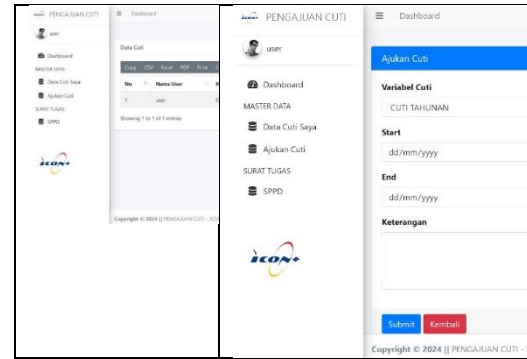 PENGAJUAN CUTI
Dashboard
user
Dashboard
MASTER DATA
Data Cuti Saya
Ajukan Cuti
SURAT TUGAS
SPPD
icon+
Data Cuti
Copy CSV Excel PDF Print
No Nama User
1 user
Showing 1 to 1 of 1 entries
Copyright © 2024 || PENGAJUAN CUTI - ICON
PENGAJUAN CUTI
Dashboard
user
Dashboard
MASTER DATA
Data Cuti Saya
Ajukan Cuti
SURAT TUGAS
SPPD
icon+
Ajukan Cuti
Variabel Cuti
CUTI TAHUNAN
Start
dd/mm/yyyy
End
dd/mm/yyyy
Keterangan
Submit Kembali
Copyright © 2024 || PENGAJUAN CUTI -